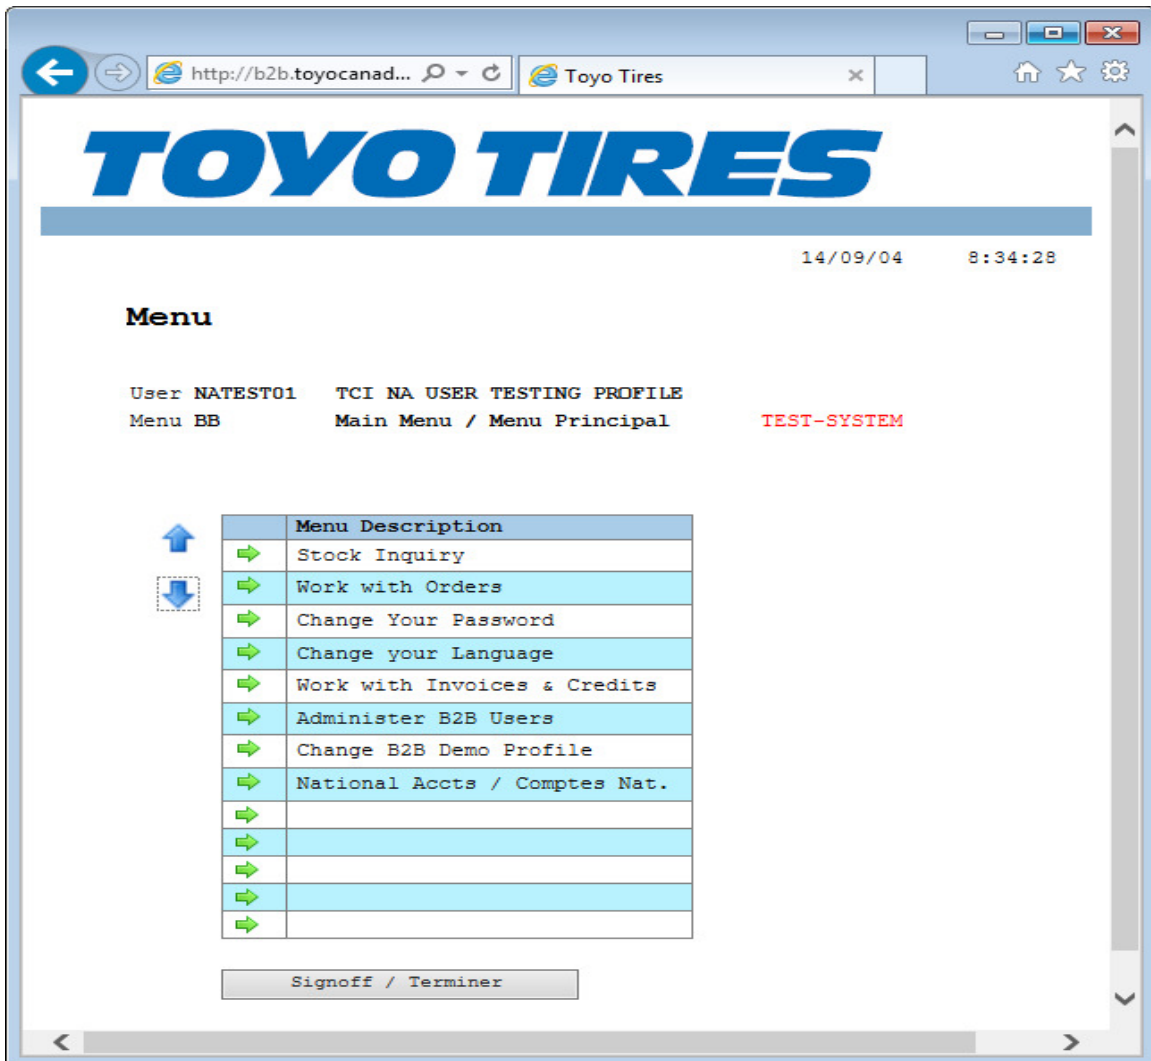 http://b2b.toyocanad... Toyo Tires
TOYO TIRES
14/09/04 8:34:28
Menu
User NATEST01 TCI NA USER TESTING PROFILE
Menu BB Main Menu / Menu Principal TEST-SYSTEM
Menu Description
Stock Inquiry
Work with Orders
Change Your Password
Change your Language
Work with Invoices & Credits
Administer B2B Users
Change B2B Demo Profile
National Accts / Comptes Nat.
Signoff / Terminer